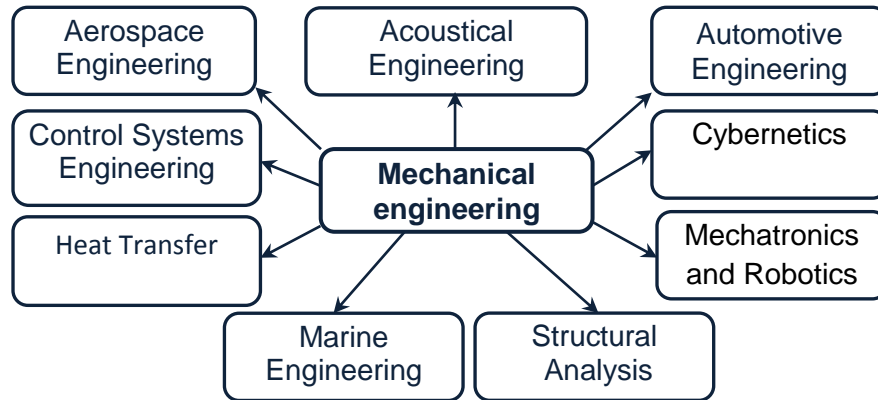 Aerospace
Engineering
Acoustical
Engineering
Automotive
Engineering
Control Systems
Engineering
Mechanical
engineering
Cybernetics
Heat Transfer
Mechatronics
and Robotics
Marine
Engineering
Structural
Analysis